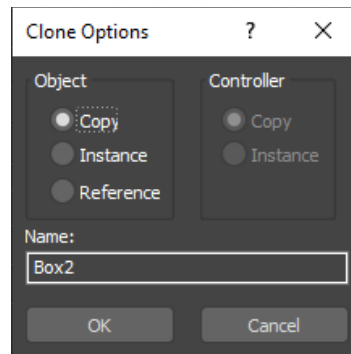 Clone Options ?
Object
Copy
Instance
Reference
Controller
Copy
Instance
Name:
Box2
OK Cancel